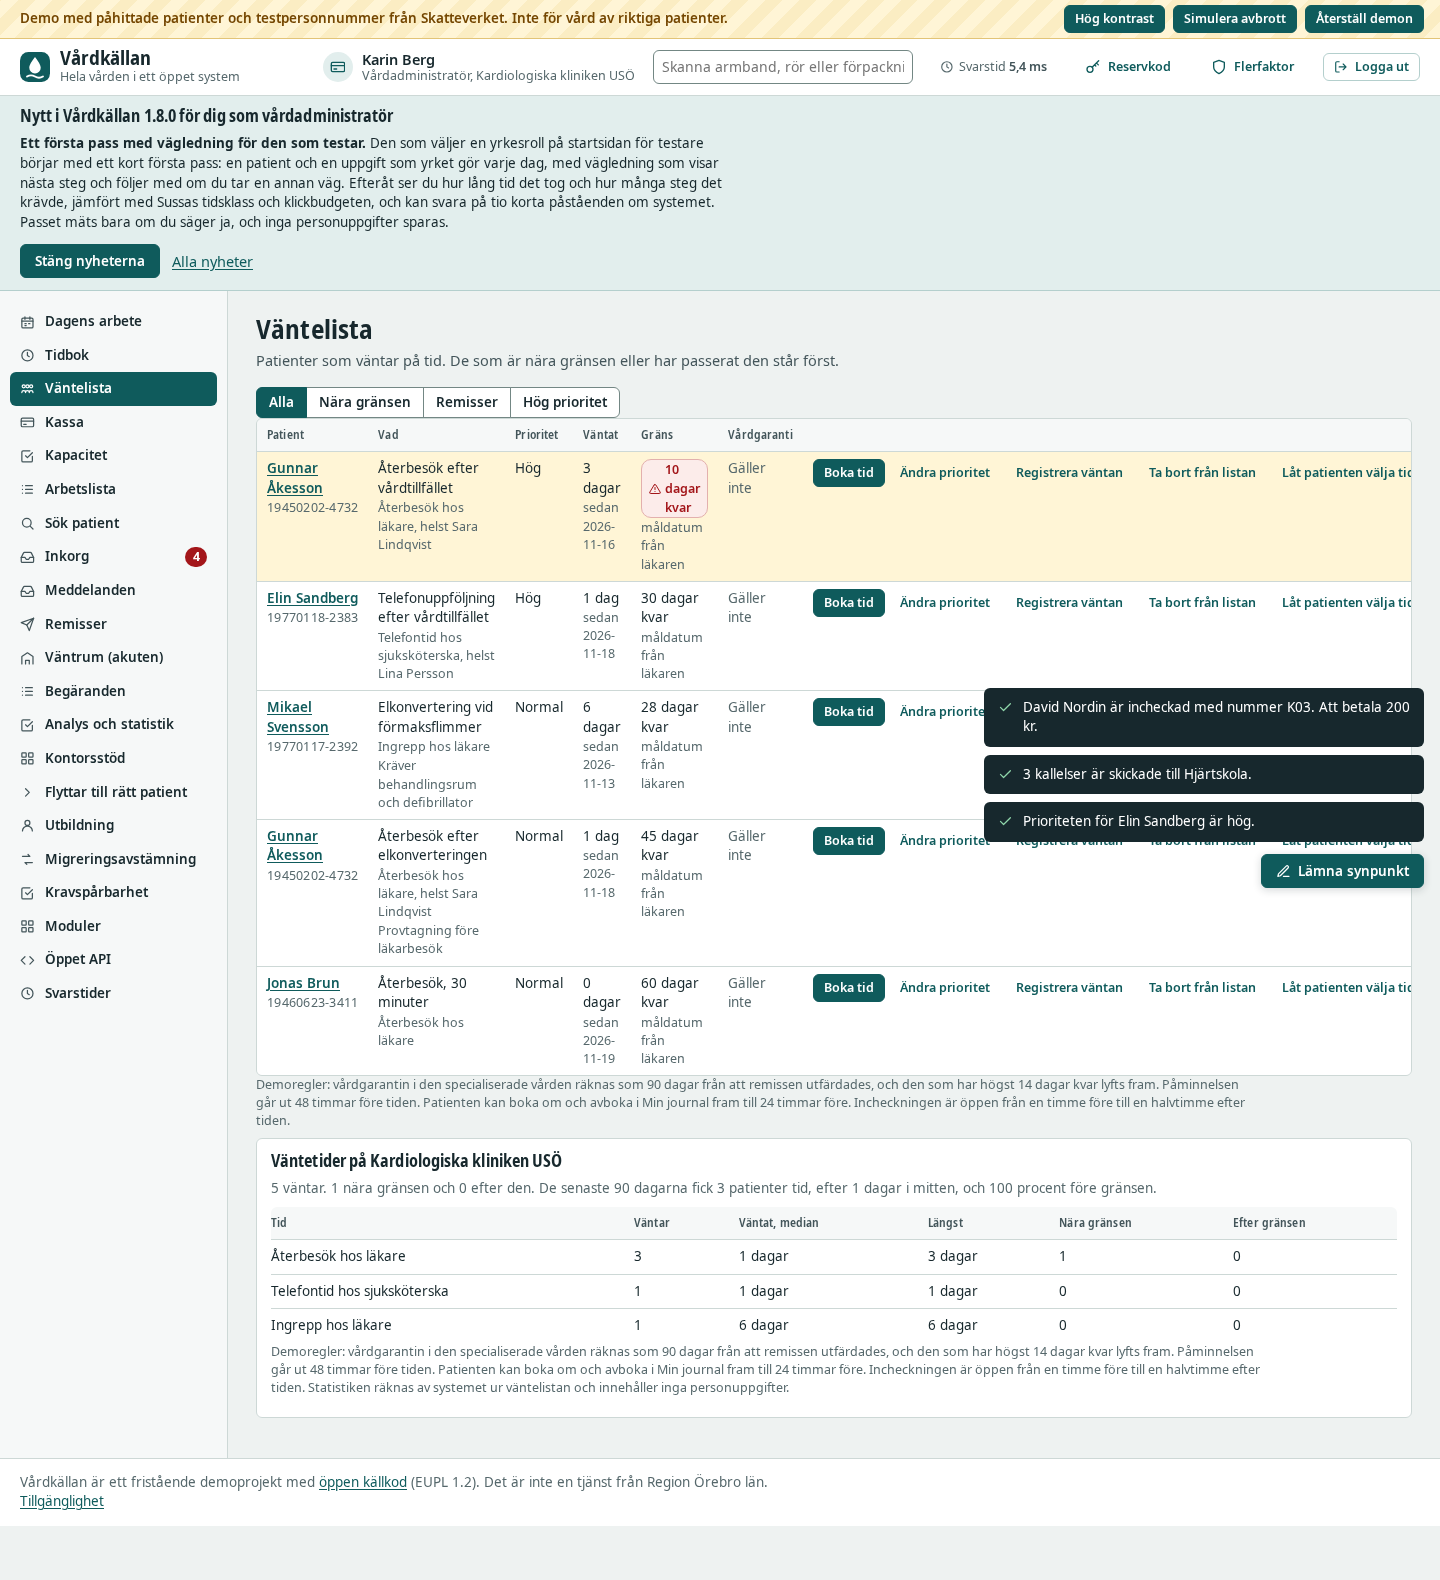 Demo med påhittade patienter och testpersonnummer från Skatteverket. Inte för vård av riktiga patienter.
Hög kontrast
Simulera avbrott
Återställ demon
Vårdkällan
Hela vården i ett öppet system
Karin Berg
Vårdadministratör, Kardiologiska kliniken USÖ
Skanna armband, rör eller förpackni
Svarstid 5,4 ms
Reservkod
Flerfaktor
Logga ut
Nytt i Vårdkällan 1.8.0 för dig som vårdadministratör
Ett första pass med vägledning för den som testar. Den som väljer en yrkesroll på startsidan för testare
börjar med ett kort första pass: en patient och en uppgift som yrket gör varje dag, med vägledning som visar
nästa steg och följer med om du tar en annan väg. Efteråt ser du hur lång tid det tog och hur många steg det
krävde, jämfört med Sussas tidsklass och klickbudgeten, och kan svara på tio korta påståenden om systemet.
Passet mäts bara om du säger ja, och inga personuppgifter sparas.
Stäng nyheterna
Alla nyheter
Dagens arbete
Tidbok
Väntelista
Kassa
Kapacitet
Arbetslista
Sök patient
Inkorg
4
Meddelanden
Remisser
Väntrum (akuten)
Begäranden
Analys och statistik
Kontorsstöd
Flyttar till rätt patient
Utbildning
Migreringsavstämning
Kravspårbarhet
Moduler
Öppet API
Svarstider
Väntelista
Patienter som väntar på tid. De som är nära gränsen eller har passerat den står först.
Alla
Nära gränsen
Remisser
Hög prioritet
Patient
Vad
Prioritet
Väntat
Gräns
Vårdgaranti
Gunnar
Åkesson
19450202-4732
Återbesök efter
vårdtillfället
Återbesök hos
läkare, helst Sara
Lindqvist
Hög
3
dagar
sedan
2026-
11-16
10
dagar
kvar
måldatum
från
läkaren
Gäller
inte
Boka tid
Ändra prioritet
Registrera väntan
Ta bort från listan
Låt patienten välja tid
Elin Sandberg
19770118-2383
Telefonuppföljning
efter vårdtillfället
Telefontid hos
sjuksköterska, helst
Lina Persson
Hög
1 dag
sedan
2026-
11-18
30 dagar
kvar
måldatum
från
läkaren
Gäller
inte
Boka tid
Ändra prioritet
Registrera väntan
Ta bort från listan
Låt patienten välja tid
Mikael
Svensson
19770117-2392
Elkonvertering vid
förmaksflimmer
Ingrepp hos läkare
Kräver
behandlingsrum
och defibrillator
Normal
6
dagar
sedan
2026-
11-13
28 dagar
kvar
måldatum
från
läkaren
Gäller
inte
Boka tid
Ändra prioritet
David Nordin är incheckad med nummer K03. Att betala 200
kr.
3 kallelser är skickade till Hjärtskola.
Prioriteten för Elin Sandberg är hög.
Gunnar
Åkesson
19450202-4732
Återbesök efter
elkonverteringen
Återbesök hos
läkare, helst Sara
Lindqvist
Provtagning före
läkarbesök
Normal
1 dag
sedan
2026-
11-18
45 dagar
kvar
måldatum
från
läkaren
Gäller
inte
Boka tid
Ändra prioritet
Registrera väntan
Ta bort från listan
Låt patienten välja tid
Lämna synpunkt
Jonas Brun
19460623-3411
Återbesök, 30
minuter
Återbesök hos
läkare
Normal
0
dagar
sedan
2026-
11-19
60 dagar
kvar
måldatum
från
läkaren
Gäller
inte
Boka tid
Ändra prioritet
Registrera väntan
Ta bort från listan
Låt patienten välja tid
Demoregler: vårdgarantin i den specialiserade vården räknas som 90 dagar från att remissen utfärdades, och den som har högst 14 dagar kvar lyfts fram. Påminnelsen
går ut 48 timmar före tiden. Patienten kan boka om och avboka i Min journal fram till 24 timmar före. Incheckningen är öppen från en timme före till en halvtimme efter
tiden.
Väntetider på Kardiologiska kliniken USÖ
5 väntar. 1 nära gränsen och 0 efter den. De senaste 90 dagarna fick 3 patienter tid, efter 1 dagar i mitten, och 100 procent före gränsen.
Tid
Väntar
Väntat, median
Längst
Nära gränsen
Efter gränsen
Återbesök hos läkare
3
1 dagar
3 dagar
1
0
Telefontid hos sjuksköterska
1
1 dagar
1 dagar
0
0
Ingrepp hos läkare
1
6 dagar
6 dagar
0
0
Demoregler: vårdgarantin i den specialiserade vården räknas som 90 dagar från att remissen utfärdades, och den som har högst 14 dagar kvar lyfts fram. Påminnelsen
går ut 48 timmar före tiden. Patienten kan boka om och avboka i Min journal fram till 24 timmar före. Incheckningen är öppen från en timme före till en halvtimme efter
tiden. Statistiken räknas av systemet ur väntelistan och innehåller inga personuppgifter.
Vårdkällan är ett fristående demoprojekt med öppen källkod (EUPL 1.2). Det är inte en tjänst från Region Örebro län.
Tillgänglighet